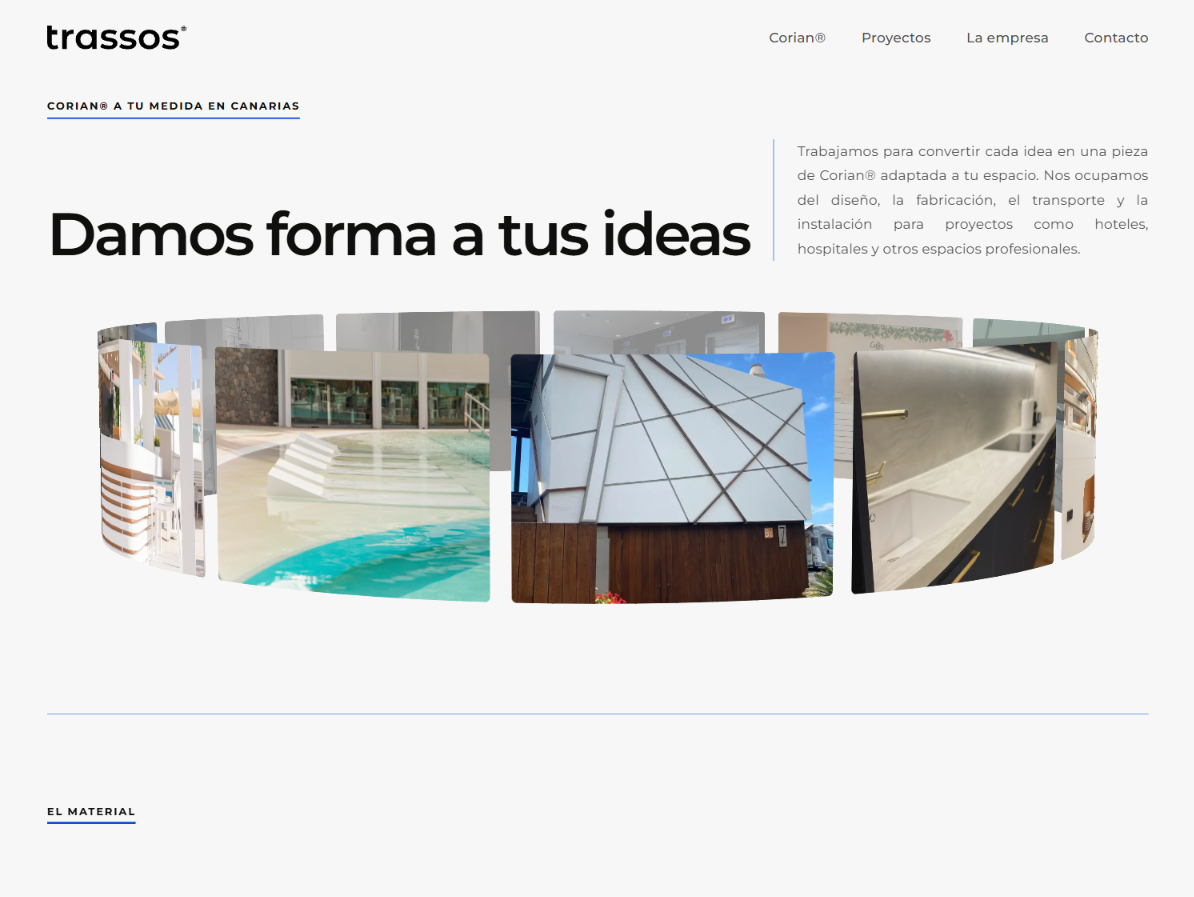 trassos®
Corian® Proyectos La empresa Contacto
CORIAN® A TU MEDIDA EN CANARIAS
Damos forma a tus ideas
Trabajamos para convertir cada idea en una pieza
de Corian® adaptada a tu espacio. Nos ocupamos
del diseño, la fabricación, el transporte y la
instalación para proyectos como hoteles,
hospitales y otros espacios profesionales.
EL MATERIAL